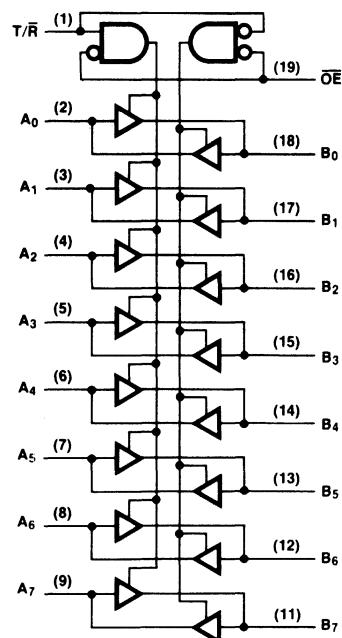 T/R̅ (1)
(19) O̅E̅
A0 (2)
(18) B0
A1 (3)
(17) B1
A2 (4)
(16) B2
A3 (5)
(15) B3
A4 (6)
(14) B4
A5 (7)
(13) B5
A6 (8)
(12) B6
A7 (9)
(11) B7